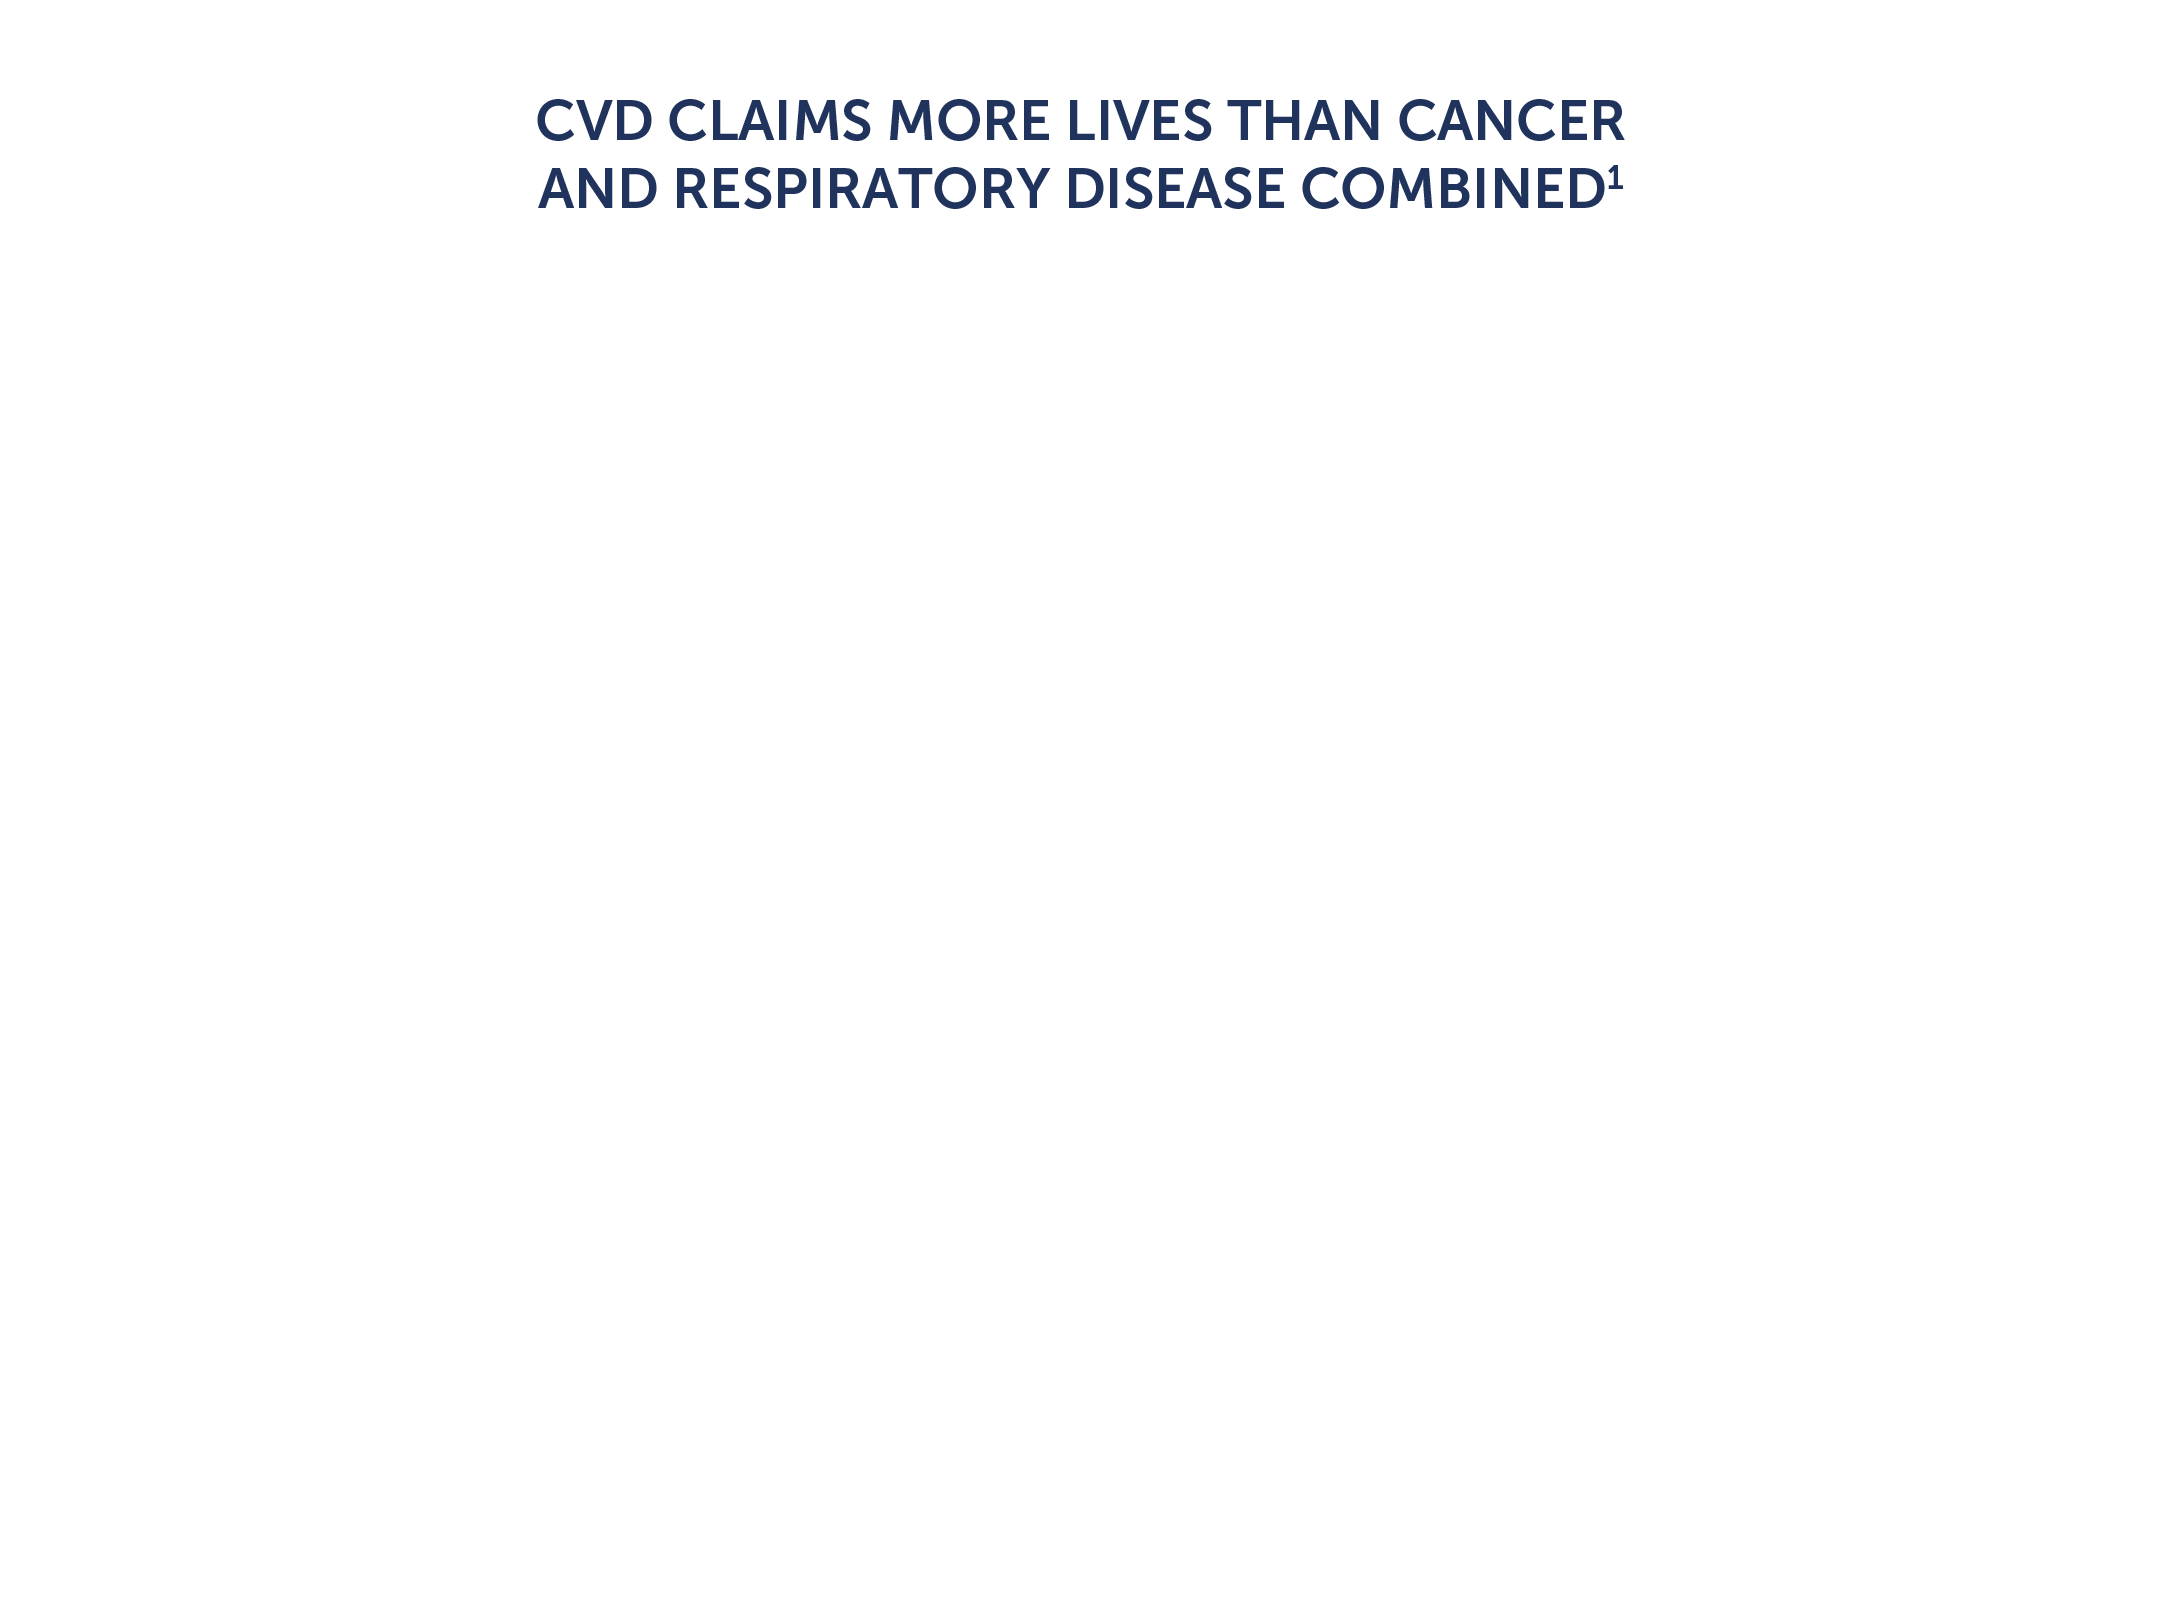 CVD CLAIMS MORE LIVES THAN CANCER
AND RESPIRATORY DISEASE COMBINED¹